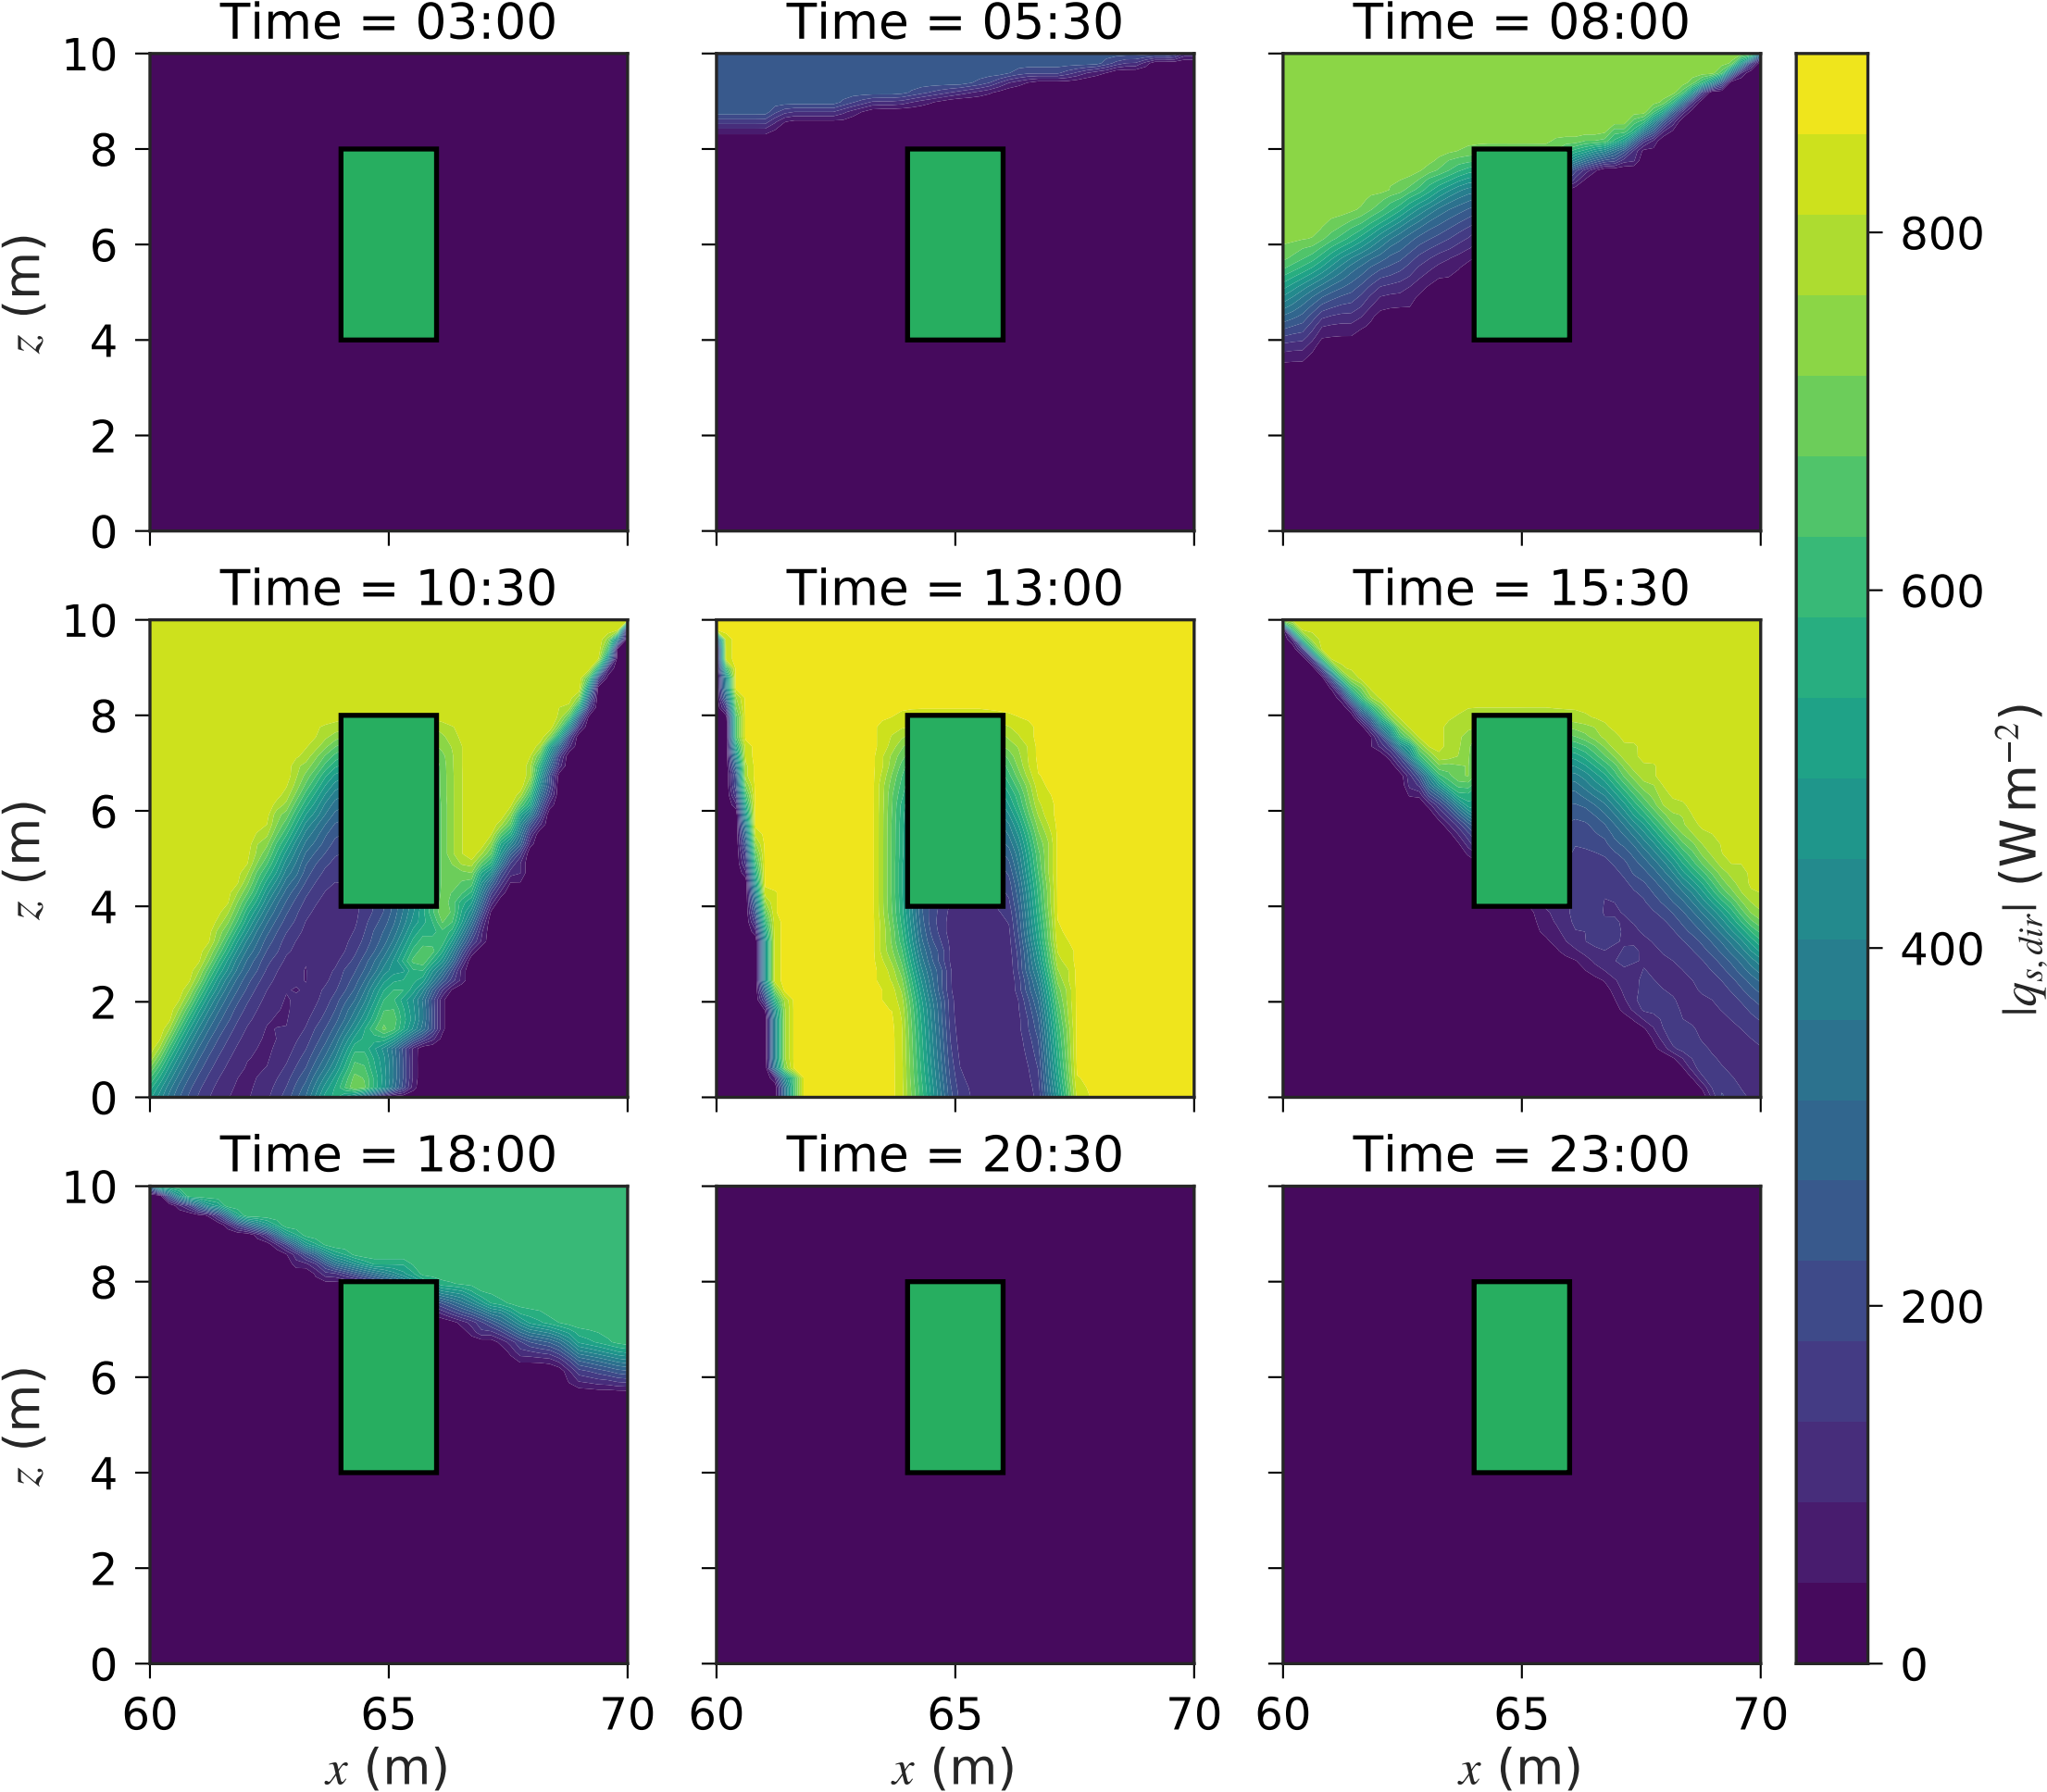 Time = 03:00
Time = 05:30
Time = 08:00
10
8
6
4
2
0
z (m)
Time = 10:30
Time = 13:00
Time = 15:30
10
8
6
4
2
0
z (m)
Time = 18:00
Time = 20:30
Time = 23:00
10
8
6
4
2
0
z (m)
60
65
70
60
65
70
60
65
70
x (m)
x (m)
x (m)
800
600
400
200
0
|q_{s,dir}| (W m⁻²)